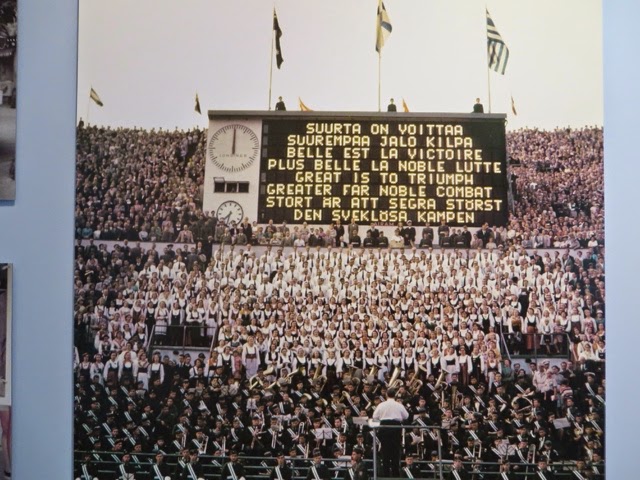 SUURTA ON VOITTAA
SUUREMPAA JALO KILPA
BELLE EST LA VICTOIRE
PLUS BELLE LA NOBLE LUTTE
GREAT IS TO TRIUMPH
GREATER FAR NOBLE COMBAT
STORT ÄR ATT SEGRA STÖRST
DEN SVEKLÖSA KAMPEN